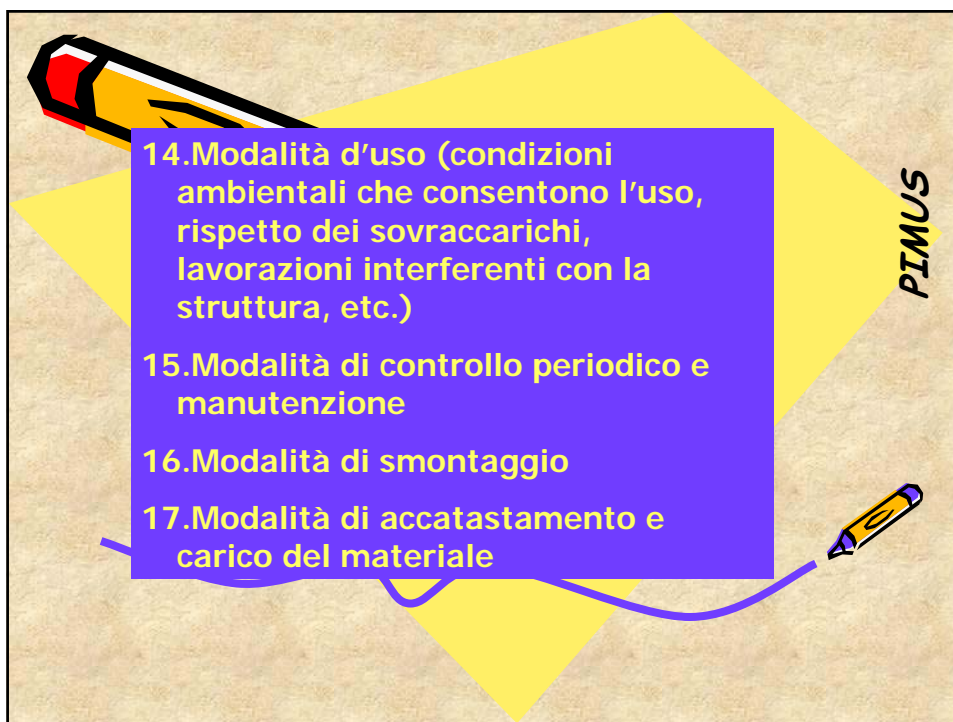 14.Modalità d’uso (condizioni
ambientali che consentono l’uso,
rispetto dei sovraccarichi,
lavorazioni interferenti con la
struttura, etc.)
15.Modalità di controllo periodico e
manutenzione
16.Modalità di smontaggio
17.Modalità di accatastamento e
carico del materiale
PIMUS